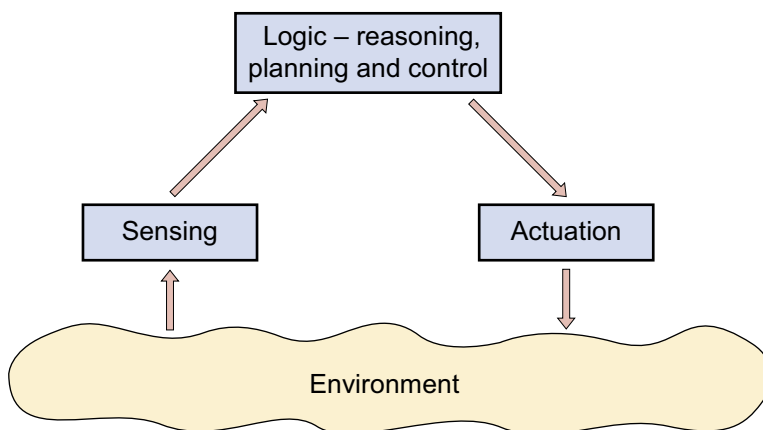 Logic – reasoning,
planning and control
Sensing
Actuation
Environment